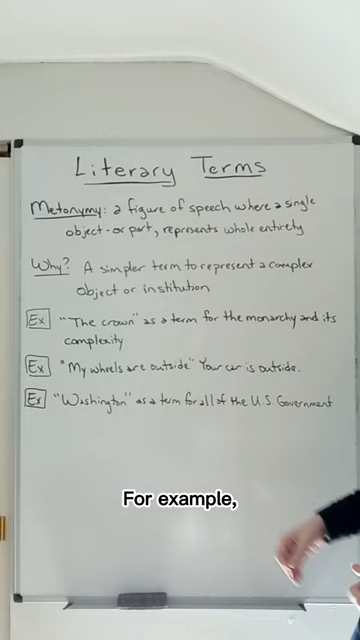 Literary Terms
Metonymy: a figure of speech where a single
object - or part, represents whole entirety
Why? A simpler term to represent a complex
object or institution
Ex "The crown" as a term for the monarchy and its
complexity
Ex "My wheels are outside" Your car is outside.
Ex "Washington" as a term for all of the U.S. Government
For example,